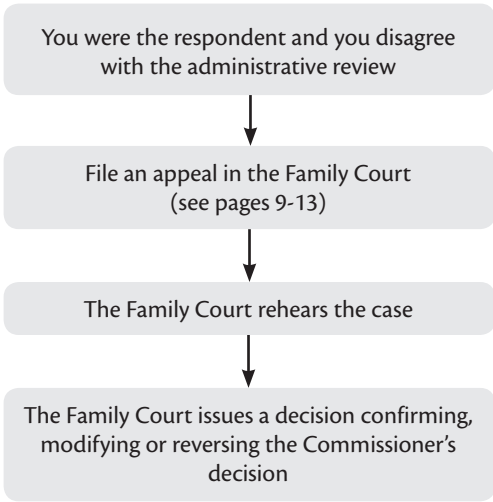 You were the respondent and you disagree
with the administrative review
File an appeal in the Family Court
(see pages 9-13)
The Family Court rehears the case
The Family Court issues a decision confirming,
modifying or reversing the Commissioner's
decision